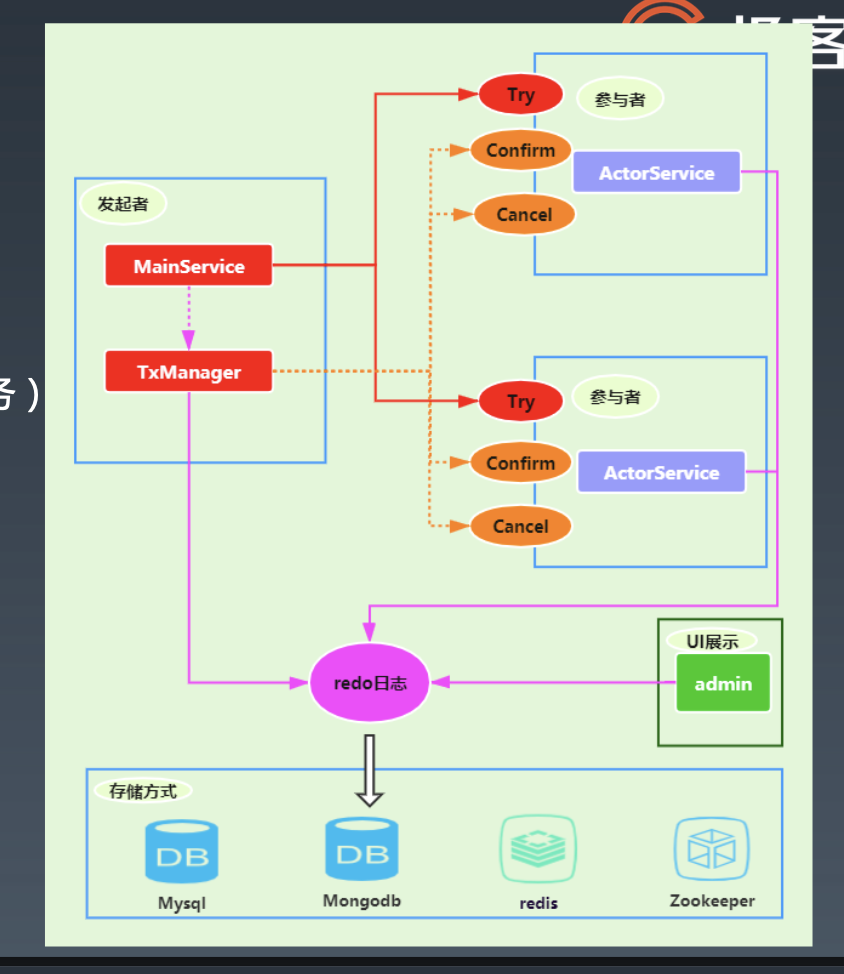 客
务）
Try
参与者
Confirm
ActorService
发起者
Cancel
MainService
TxManager
Try
参与者
Confirm
ActorService
Cancel
UI展示
redo日志
admin
存储方式
DB
DB
Mysql
Mongodb
redis
Zookeeper